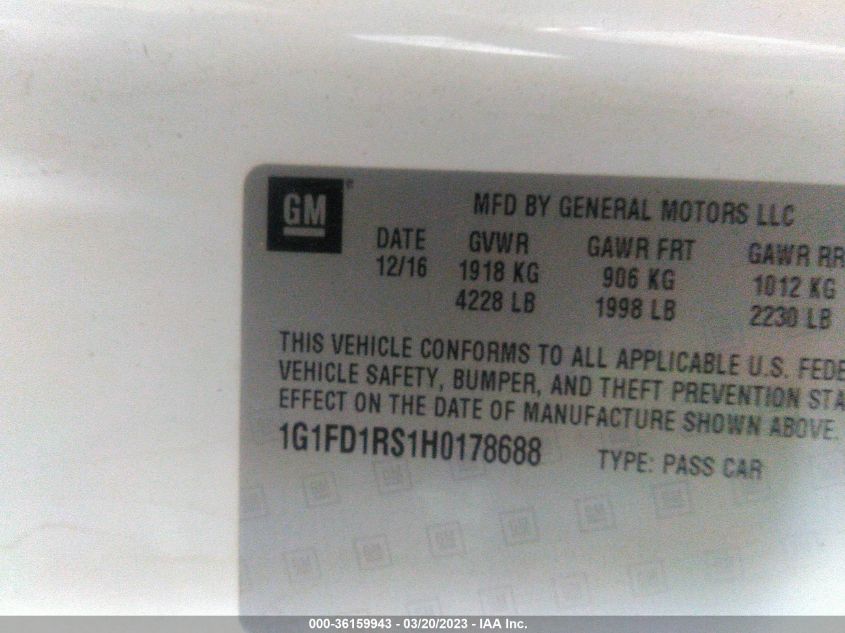 GM
MFD BY GENERAL MOTORS LLC
DATE GVWR GAWR FRT GAWR RR
12/16 1918 KG 906 KG 1012 KG
4228 LB 1998 LB 2230 LB
THIS VEHICLE CONFORMS TO ALL APPLICABLE U.S. FEDE
VEHICLE SAFETY, BUMPER, AND THEFT PREVENTION STA
EFFECT ON THE DATE OF MANUFACTURE SHOWN ABOVE.
1G1FD1RS1H0178688 TYPE: PASS CAR
000-36159943 - 03/20/2023 - IAA Inc.